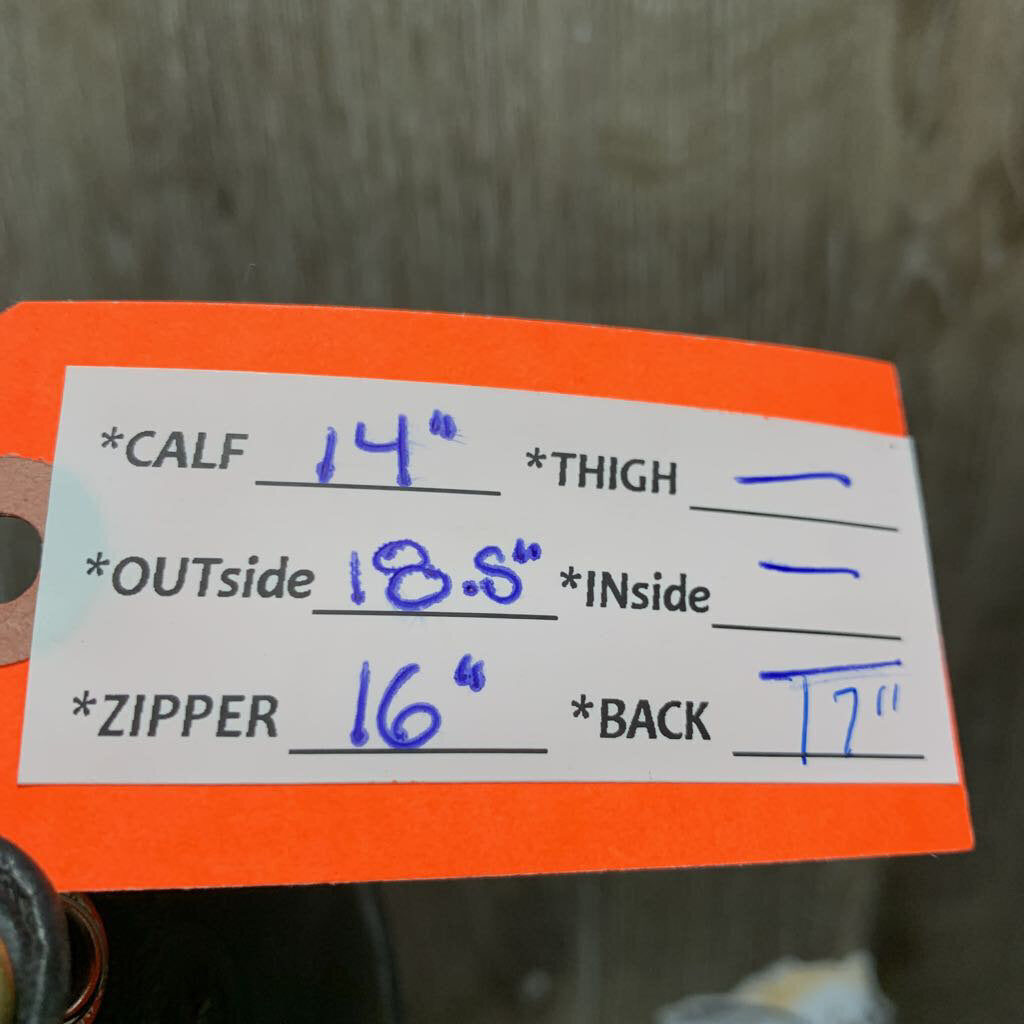 *CALF 14" *THIGH —
*OUTside 18.5" *INside —
*ZIPPER 16" *BACK 17"